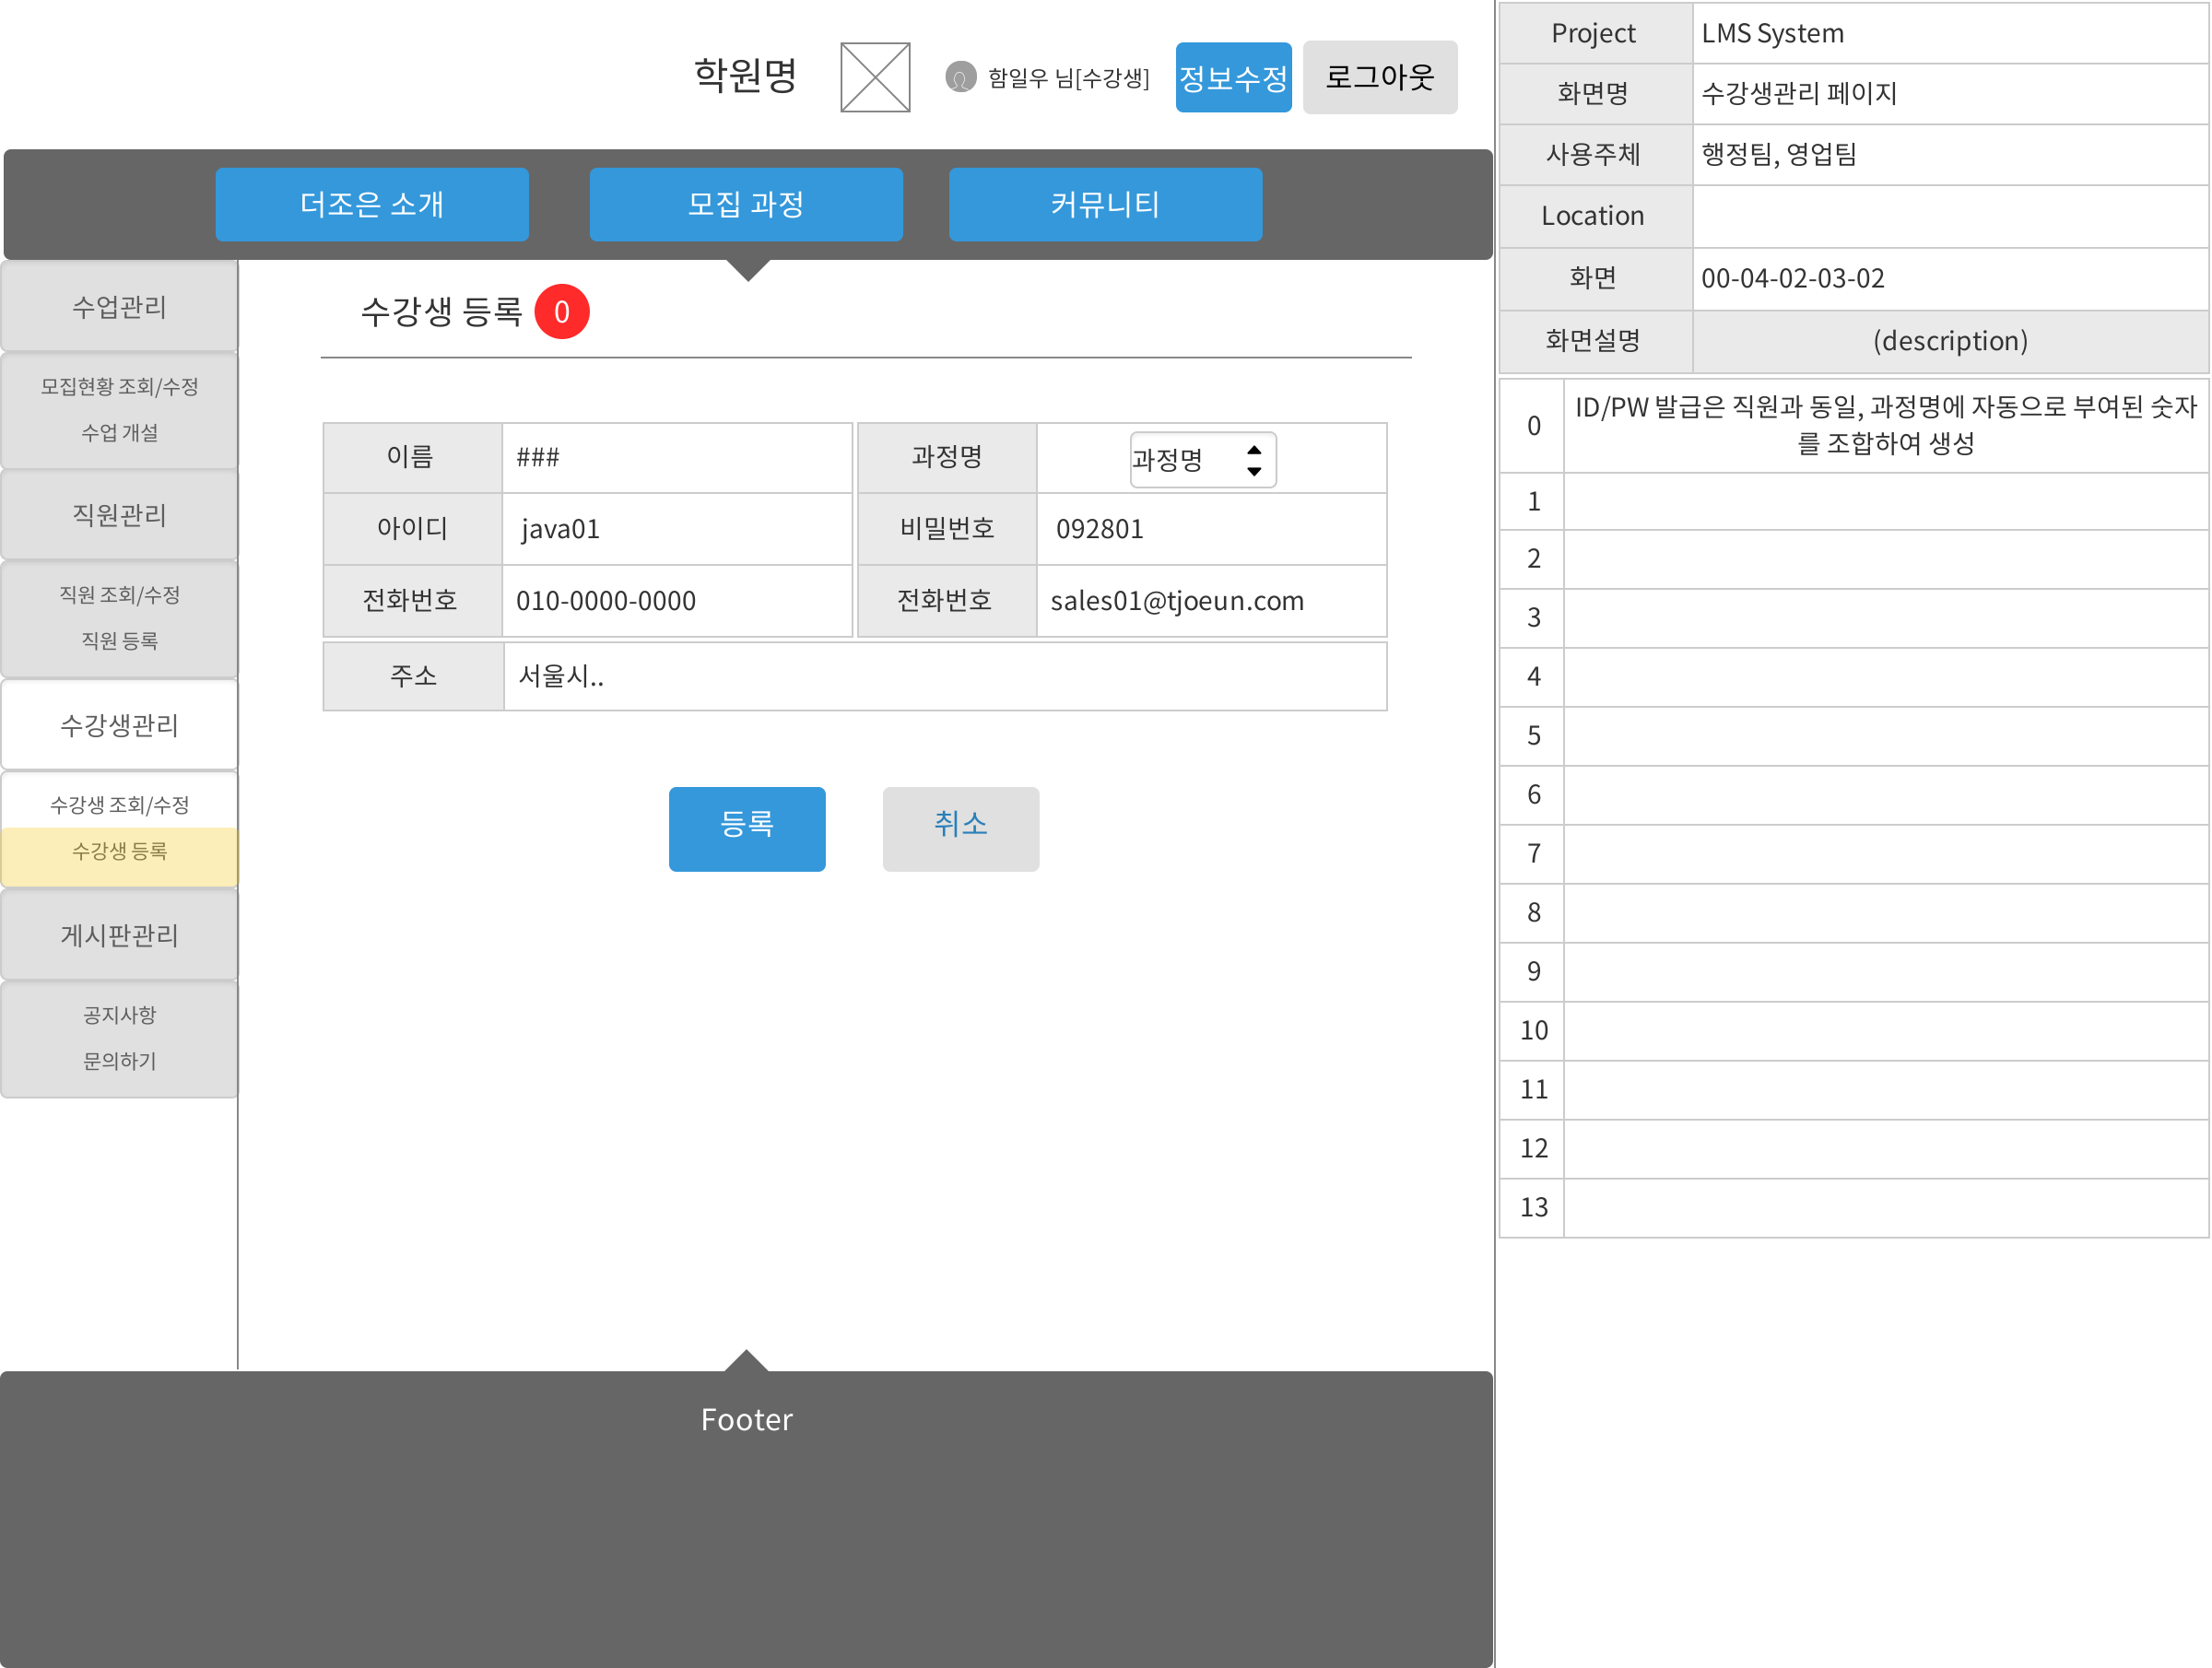 학원명
함일우 님[수강생]
정보수정
로그아웃
더조은 소개
모집 과정
커뮤니티
수업관리
모집현황 조회/수정
수업 개설
직원관리
직원 조회/수정
직원 등록
수강생관리
수강생 조회/수정
수강생 등록
게시판관리
공지사항
문의하기
수강생 등록 0
이름 ### 과정명 과정명
아이디 java01 비밀번호 092801
전화번호 010-0000-0000 전화번호 sales01@tjoeun.com
주소 서울시..
등록 취소
Footer
Project LMS System
화면명 수강생관리 페이지
사용주체 행정팀, 영업팀
Location
화면 00-04-02-03-02
화면설명 (description)
0 ID/PW 발급은 직원과 동일, 과정명에 자동으로 부여된 숫자
를 조합하여 생성
1
2
3
4
5
6
7
8
9
10
11
12
13